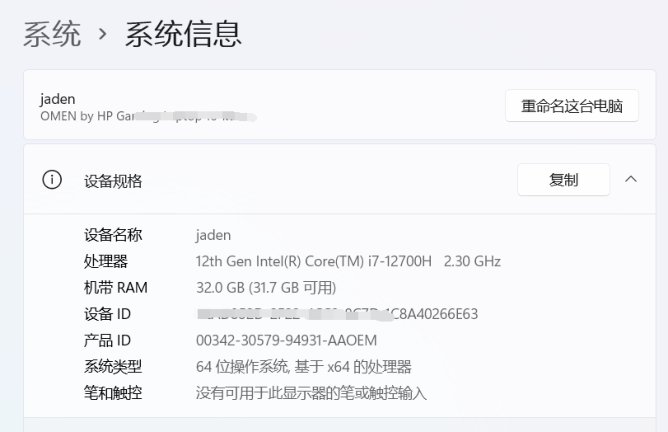 系统 > 系统信息
jaden
OMEN by HP
重命名这台电脑
设备规格
复制
设备名称 jaden
处理器 12th Gen Intel(R) Core(TM) i7-12700H 2.30 GHz
机带 RAM 32.0 GB (31.7 GB 可用)
设备 ID 1C8A40266E63
产品 ID 00342-30579-94931-AAOEM
系统类型 64 位操作系统, 基于 x64 的处理器
笔和触控 没有可用于此显示器的笔或触控输入